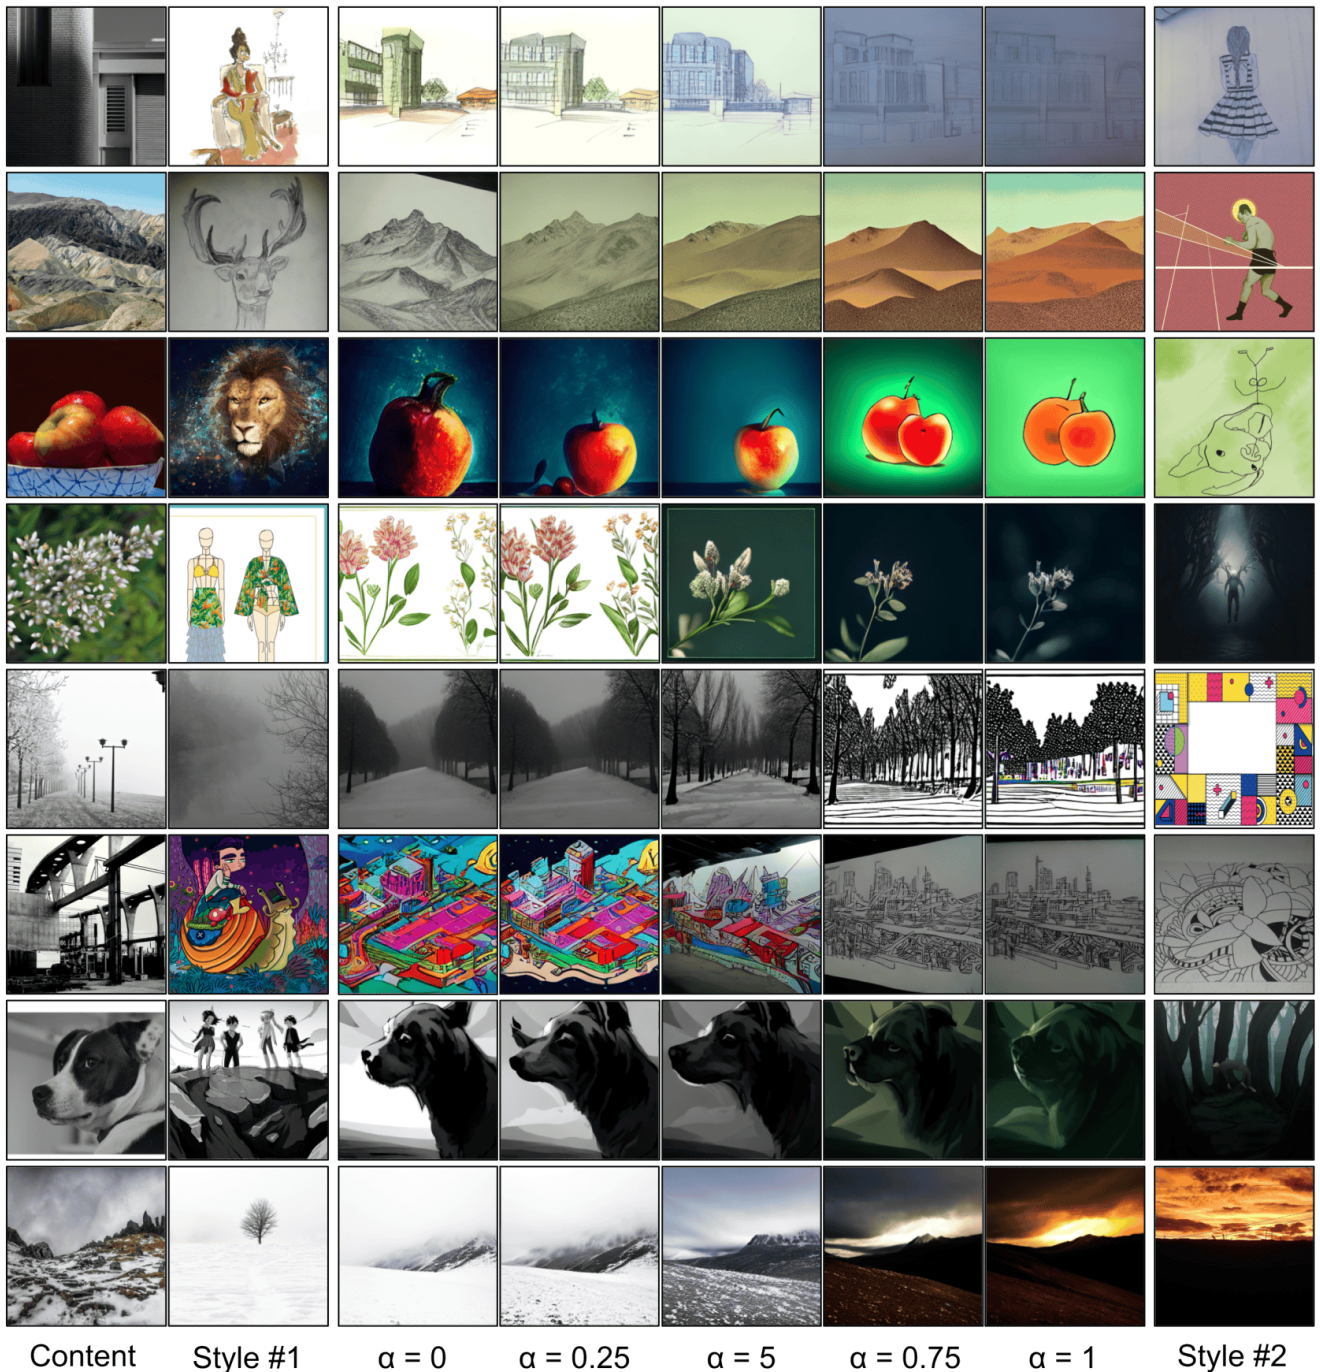 Content Style #1 α = 0 α = 0.25 α = 5 α = 0.75 α = 1 Style #2